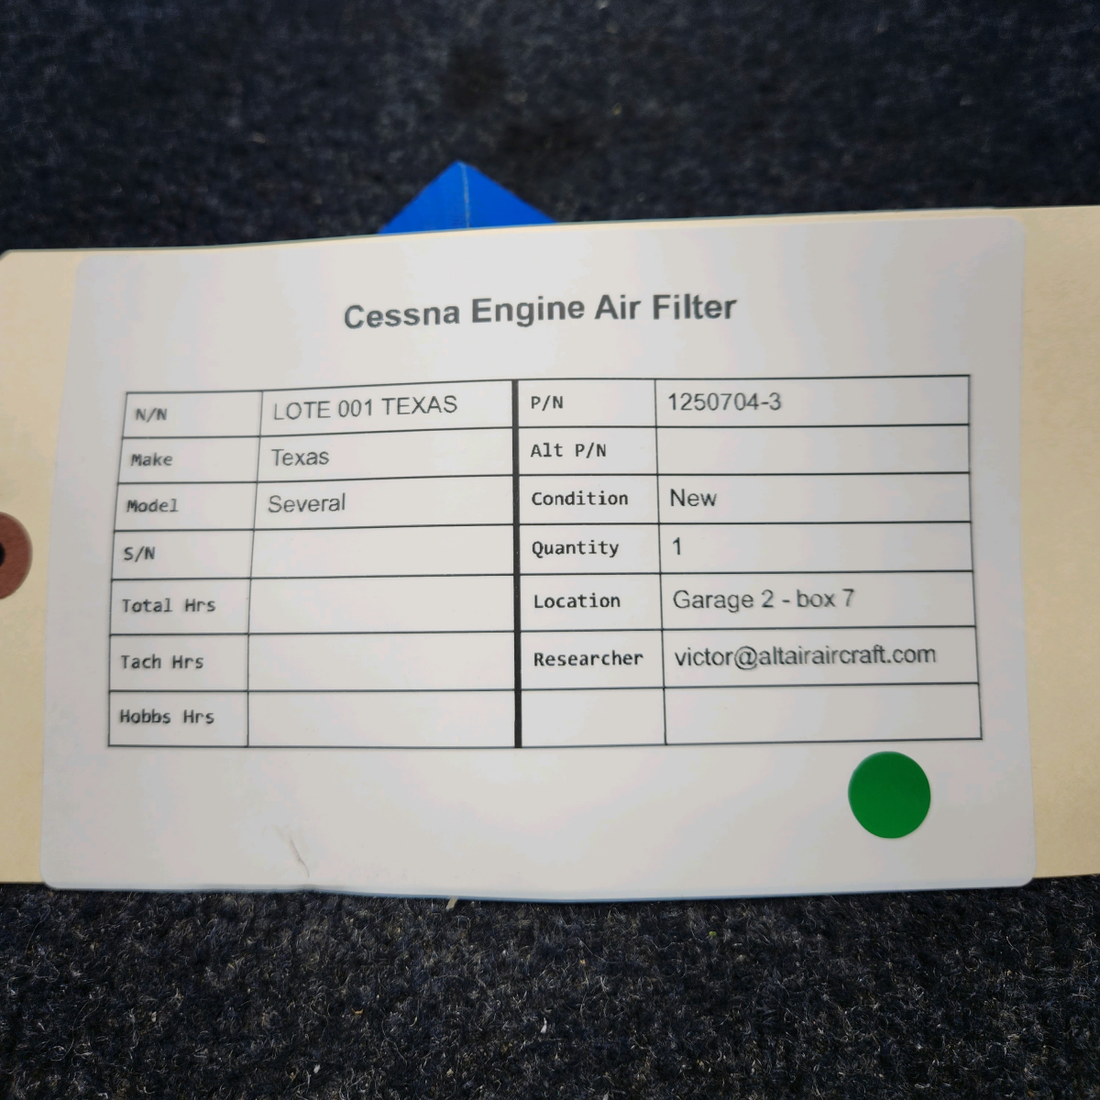 Cessna Engine Air Filter
N/N LOTE 001 TEXAS P/N 1250704-3
Make Texas Alt P/N
Model Several Condition New
S/N Quantity 1
Total Hrs Location Garage 2 - box 7
Tach Hrs Researcher victor@altairaircraft.com
Hobbs Hrs